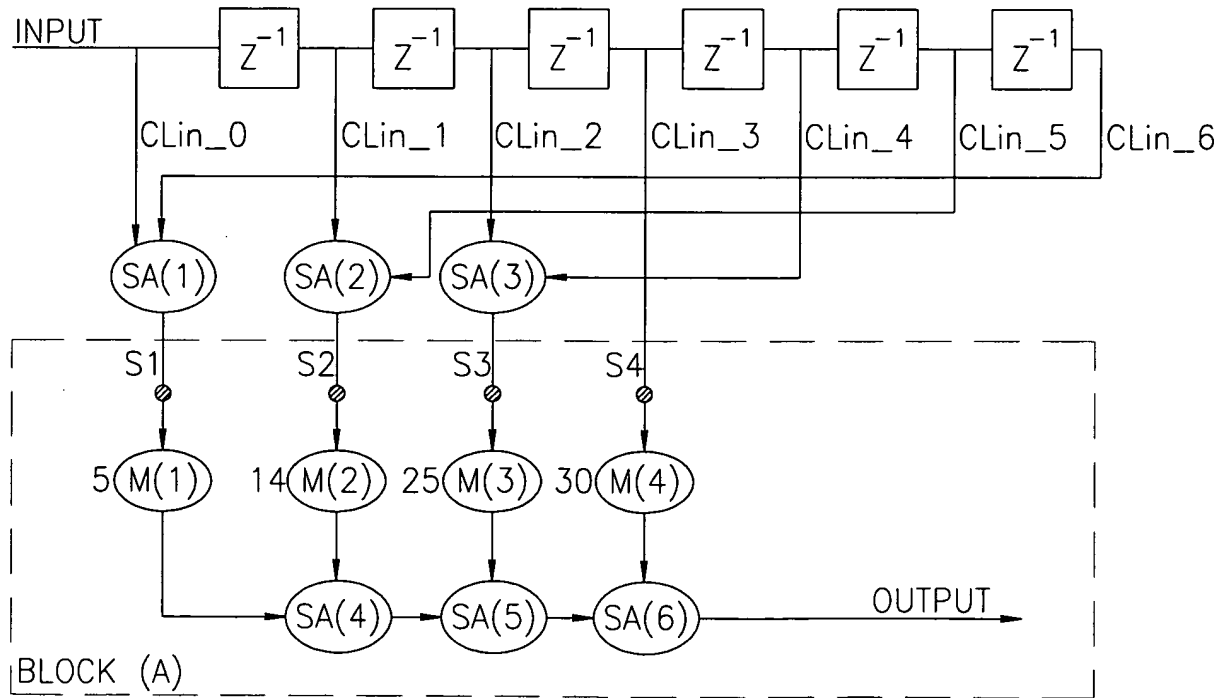 INPUT
Z⁻¹ Z⁻¹ Z⁻¹ Z⁻¹ Z⁻¹ Z⁻¹
CLin_0 CLin_1 CLin_2 CLin_3 CLin_4 CLin_5 CLin_6
SA(1) SA(2) SA(3)
S1 S2 S3 S4
5 M(1) 14 M(2) 25 M(3) 30 M(4)
SA(4) SA(5) SA(6) OUTPUT
BLOCK (A)